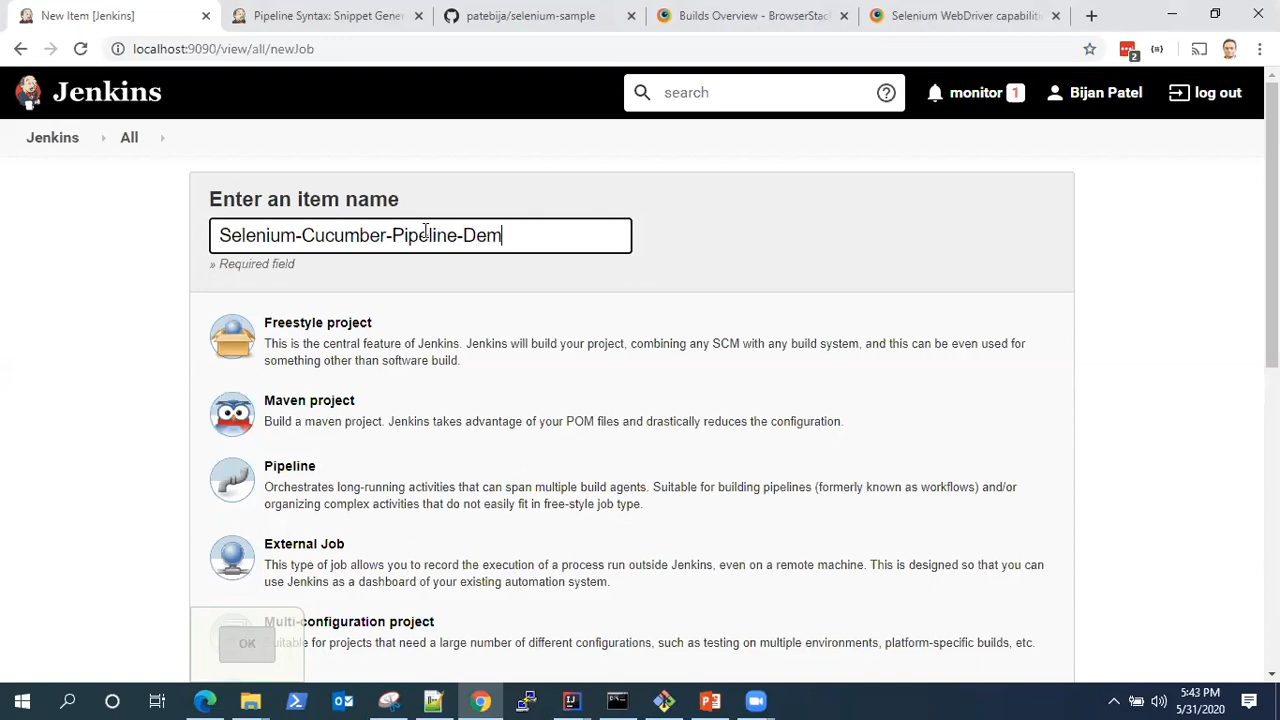 New Item [Jenkins]
Pipeline Syntax: Snippet Gener
patebija/selenium-sample
Builds Overview - BrowserStac
Selenium WebDriver capabiliti
localhost:9090/view/all/newJob
2
Jenkins
search
monitor 1
Bijan Patel
log out
Jenkins
All
Enter an item name
Selenium-Cucumber-Pipeline-Dem
» Required field
Freestyle project
This is the central feature of Jenkins. Jenkins will build your project, combining any SCM with any build system, and this can be even used for
something other than software build.
Maven project
Build a maven project. Jenkins takes advantage of your POM files and drastically reduces the configuration.
Pipeline
Orchestrates long-running activities that can span multiple build agents. Suitable for building pipelines (formerly known as workflows) and/or
organizing complex activities that do not easily fit in free-style job type.
External Job
This type of job allows you to record the execution of a process run outside Jenkins, even on a remote machine. This is designed so that you can
use Jenkins as a dashboard of your existing automation system.
Multi-configuration project
Suitable for projects that need a large number of different configurations, such as testing on multiple environments, platform-specific builds, etc.
OK
5:43 PM
5/31/2020